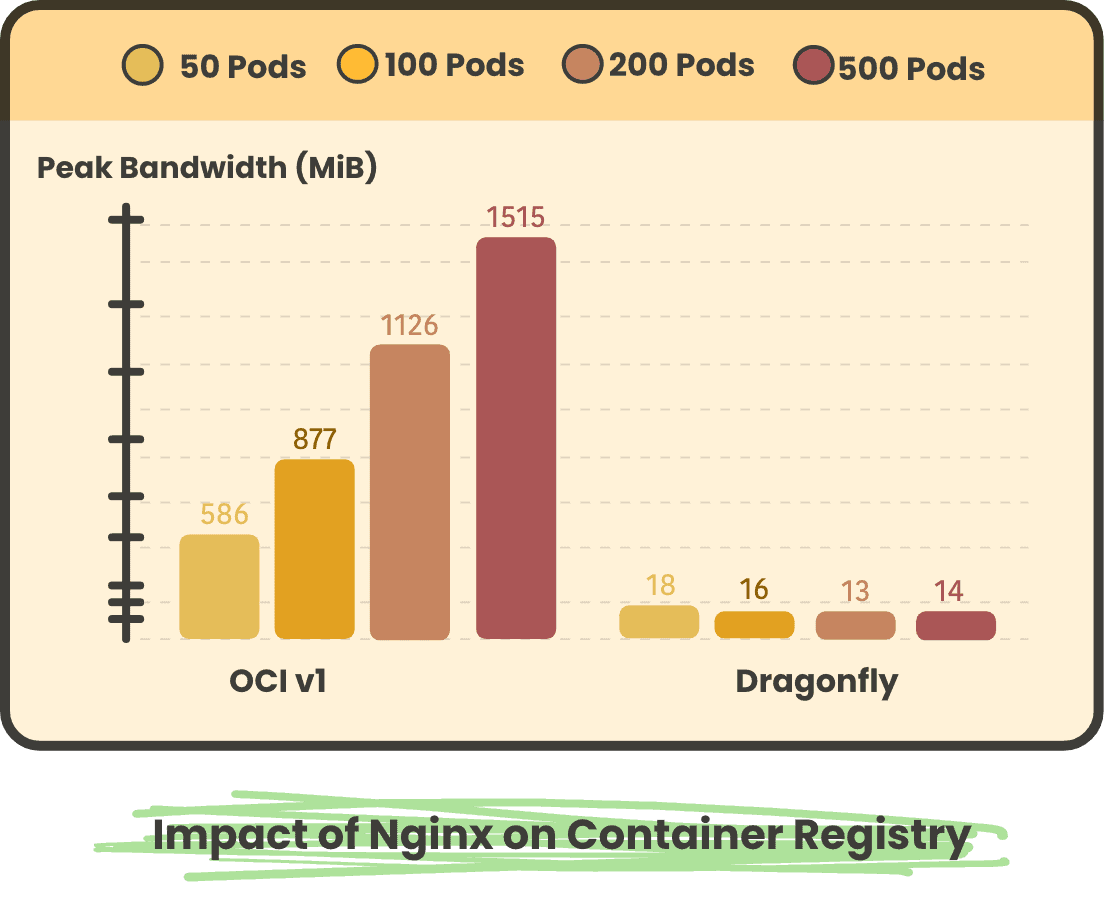 50 Pods 100 Pods 200 Pods 500 Pods
Peak Bandwidth (MiB)
1515
1126
877
586
18 16 13 14
OCI v1 Dragonfly
Impact of Nginx on Container Registry